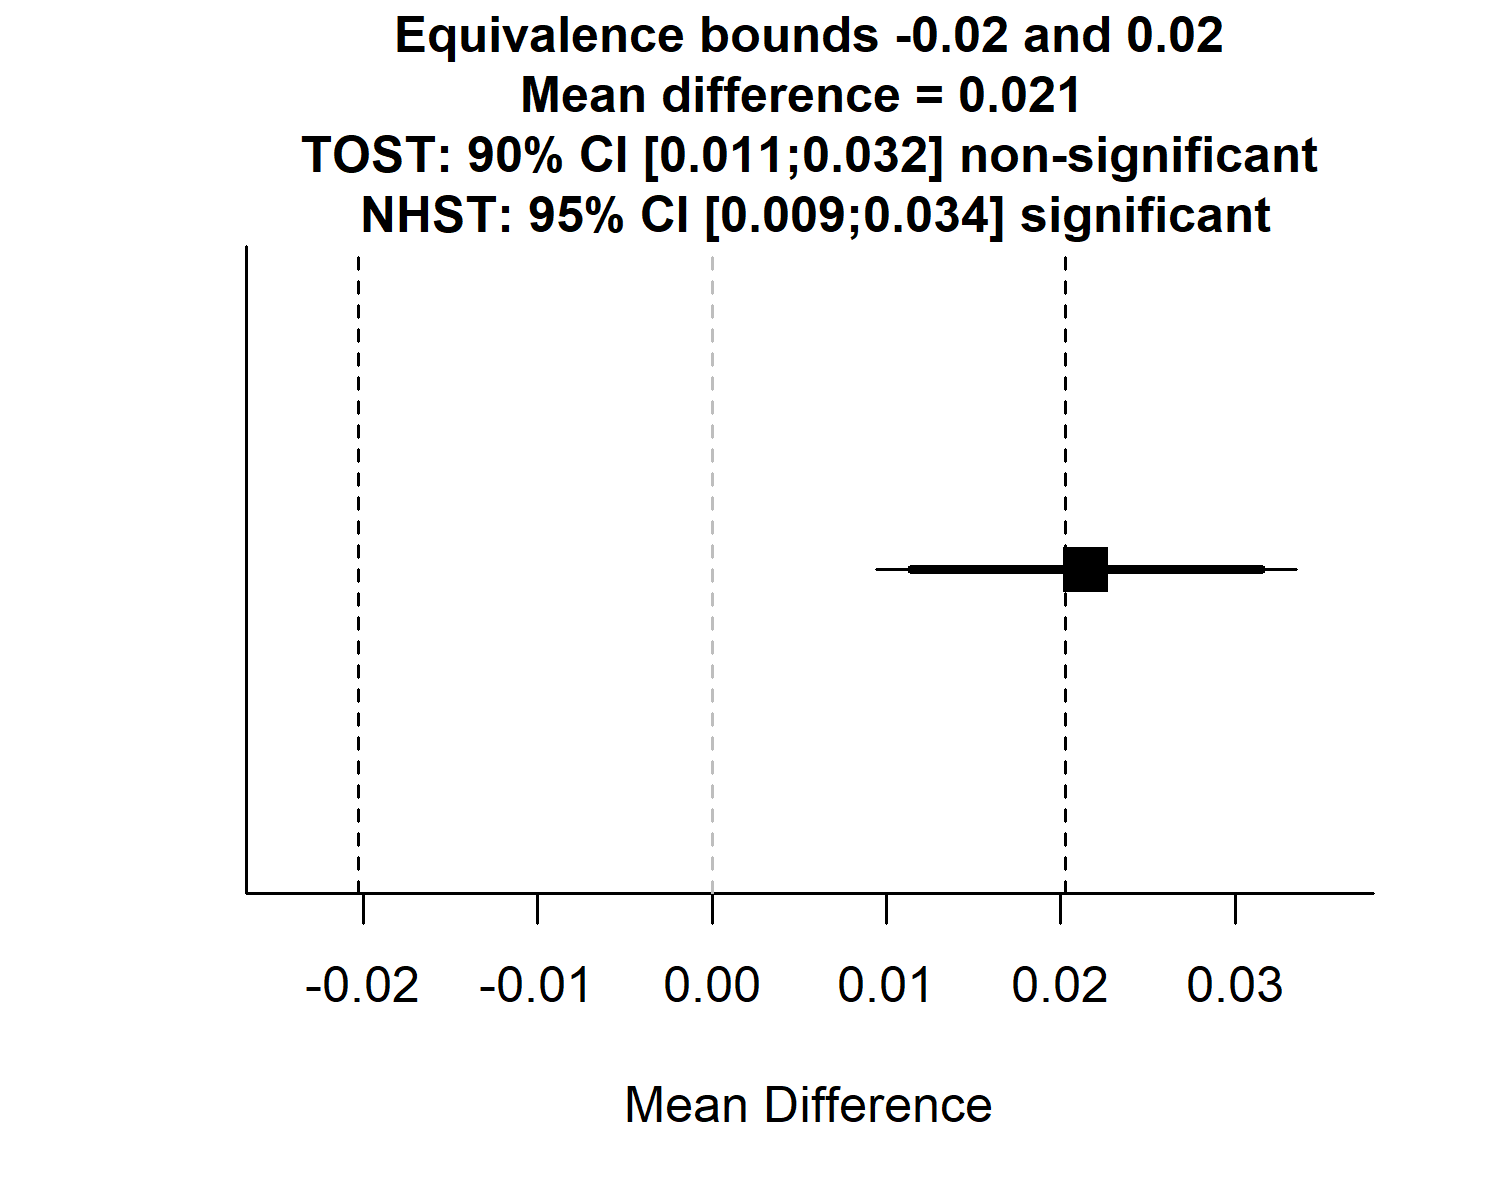 Equivalence bounds -0.02 and 0.02
Mean difference = 0.021
TOST: 90% CI [0.011;0.032] non-significant
NHST: 95% CI [0.009;0.034] significant
-0.02 -0.01 0.00 0.01 0.02 0.03
Mean Difference